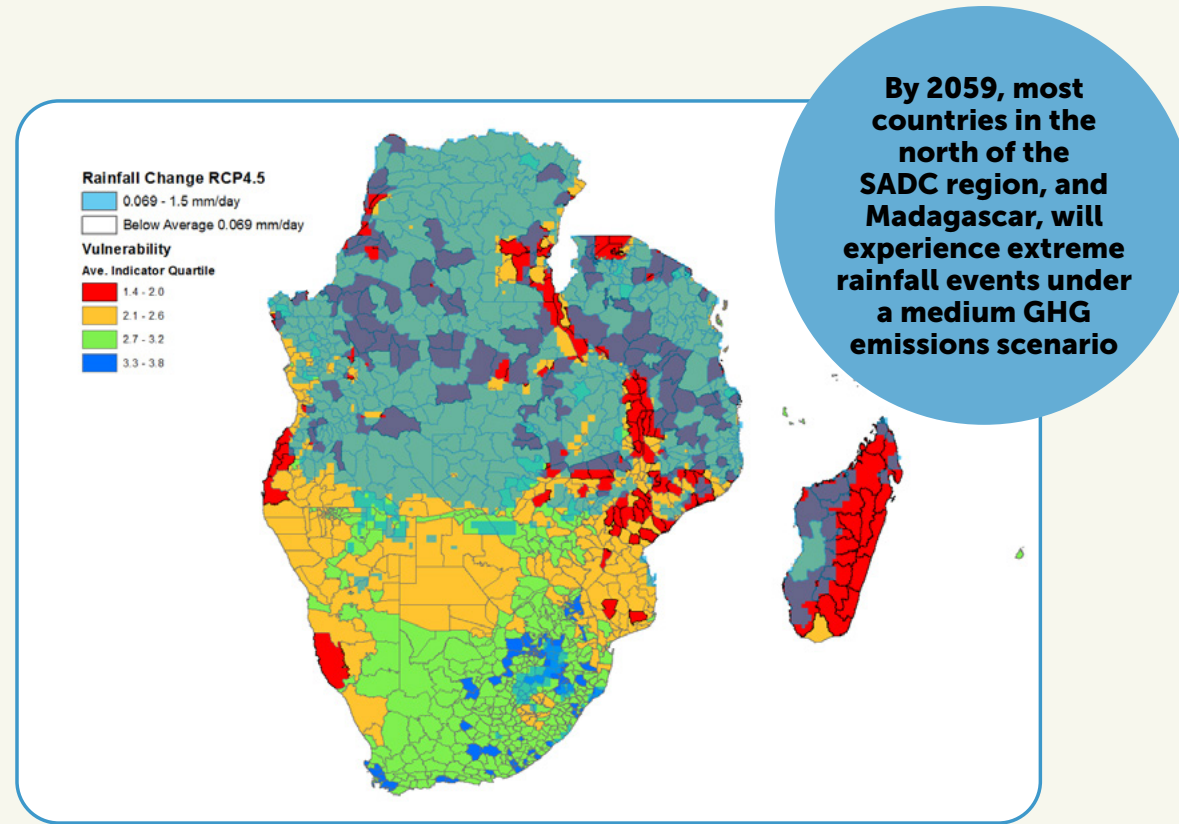 By 2059, most
countries in the
north of the
SADC region, and
Madagascar, will
experience extreme
rainfall events under
a medium GHG
emissions scenario
Rainfall Change RCP4.5
0.069 - 1.5 mm/day
Below Average 0.069 mm/day
Vulnerability
Ave. Indicator Quartile
1.4 - 2.0
2.1 - 2.6
2.7 - 3.2
3.3 - 3.8